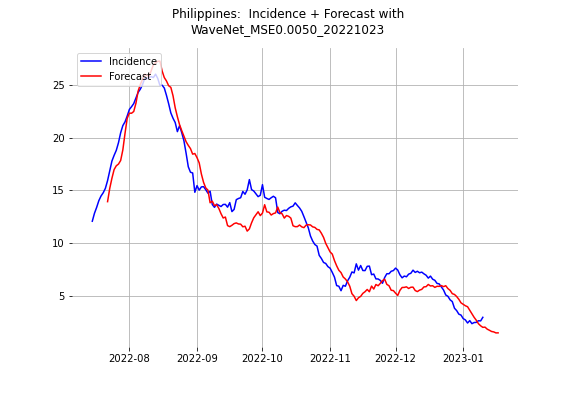 Philippines:  Incidence + Forecast with
WaveNet_MSE0.0050_20221023
Incidence
Forecast
25
20
15
10
5
2022-08 2022-09 2022-10 2022-11 2022-12 2023-01